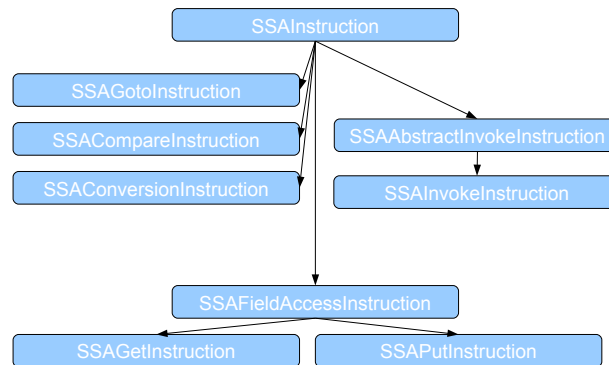 SSAInstruction
SSAGotoInstruction
SSACompareInstruction
SSAAbstractInvokeInstruction
SSAConversionInstruction
SSAInvokeInstruction
SSAFieldAccessInstruction
SSAGetInstruction
SSAPutInstruction